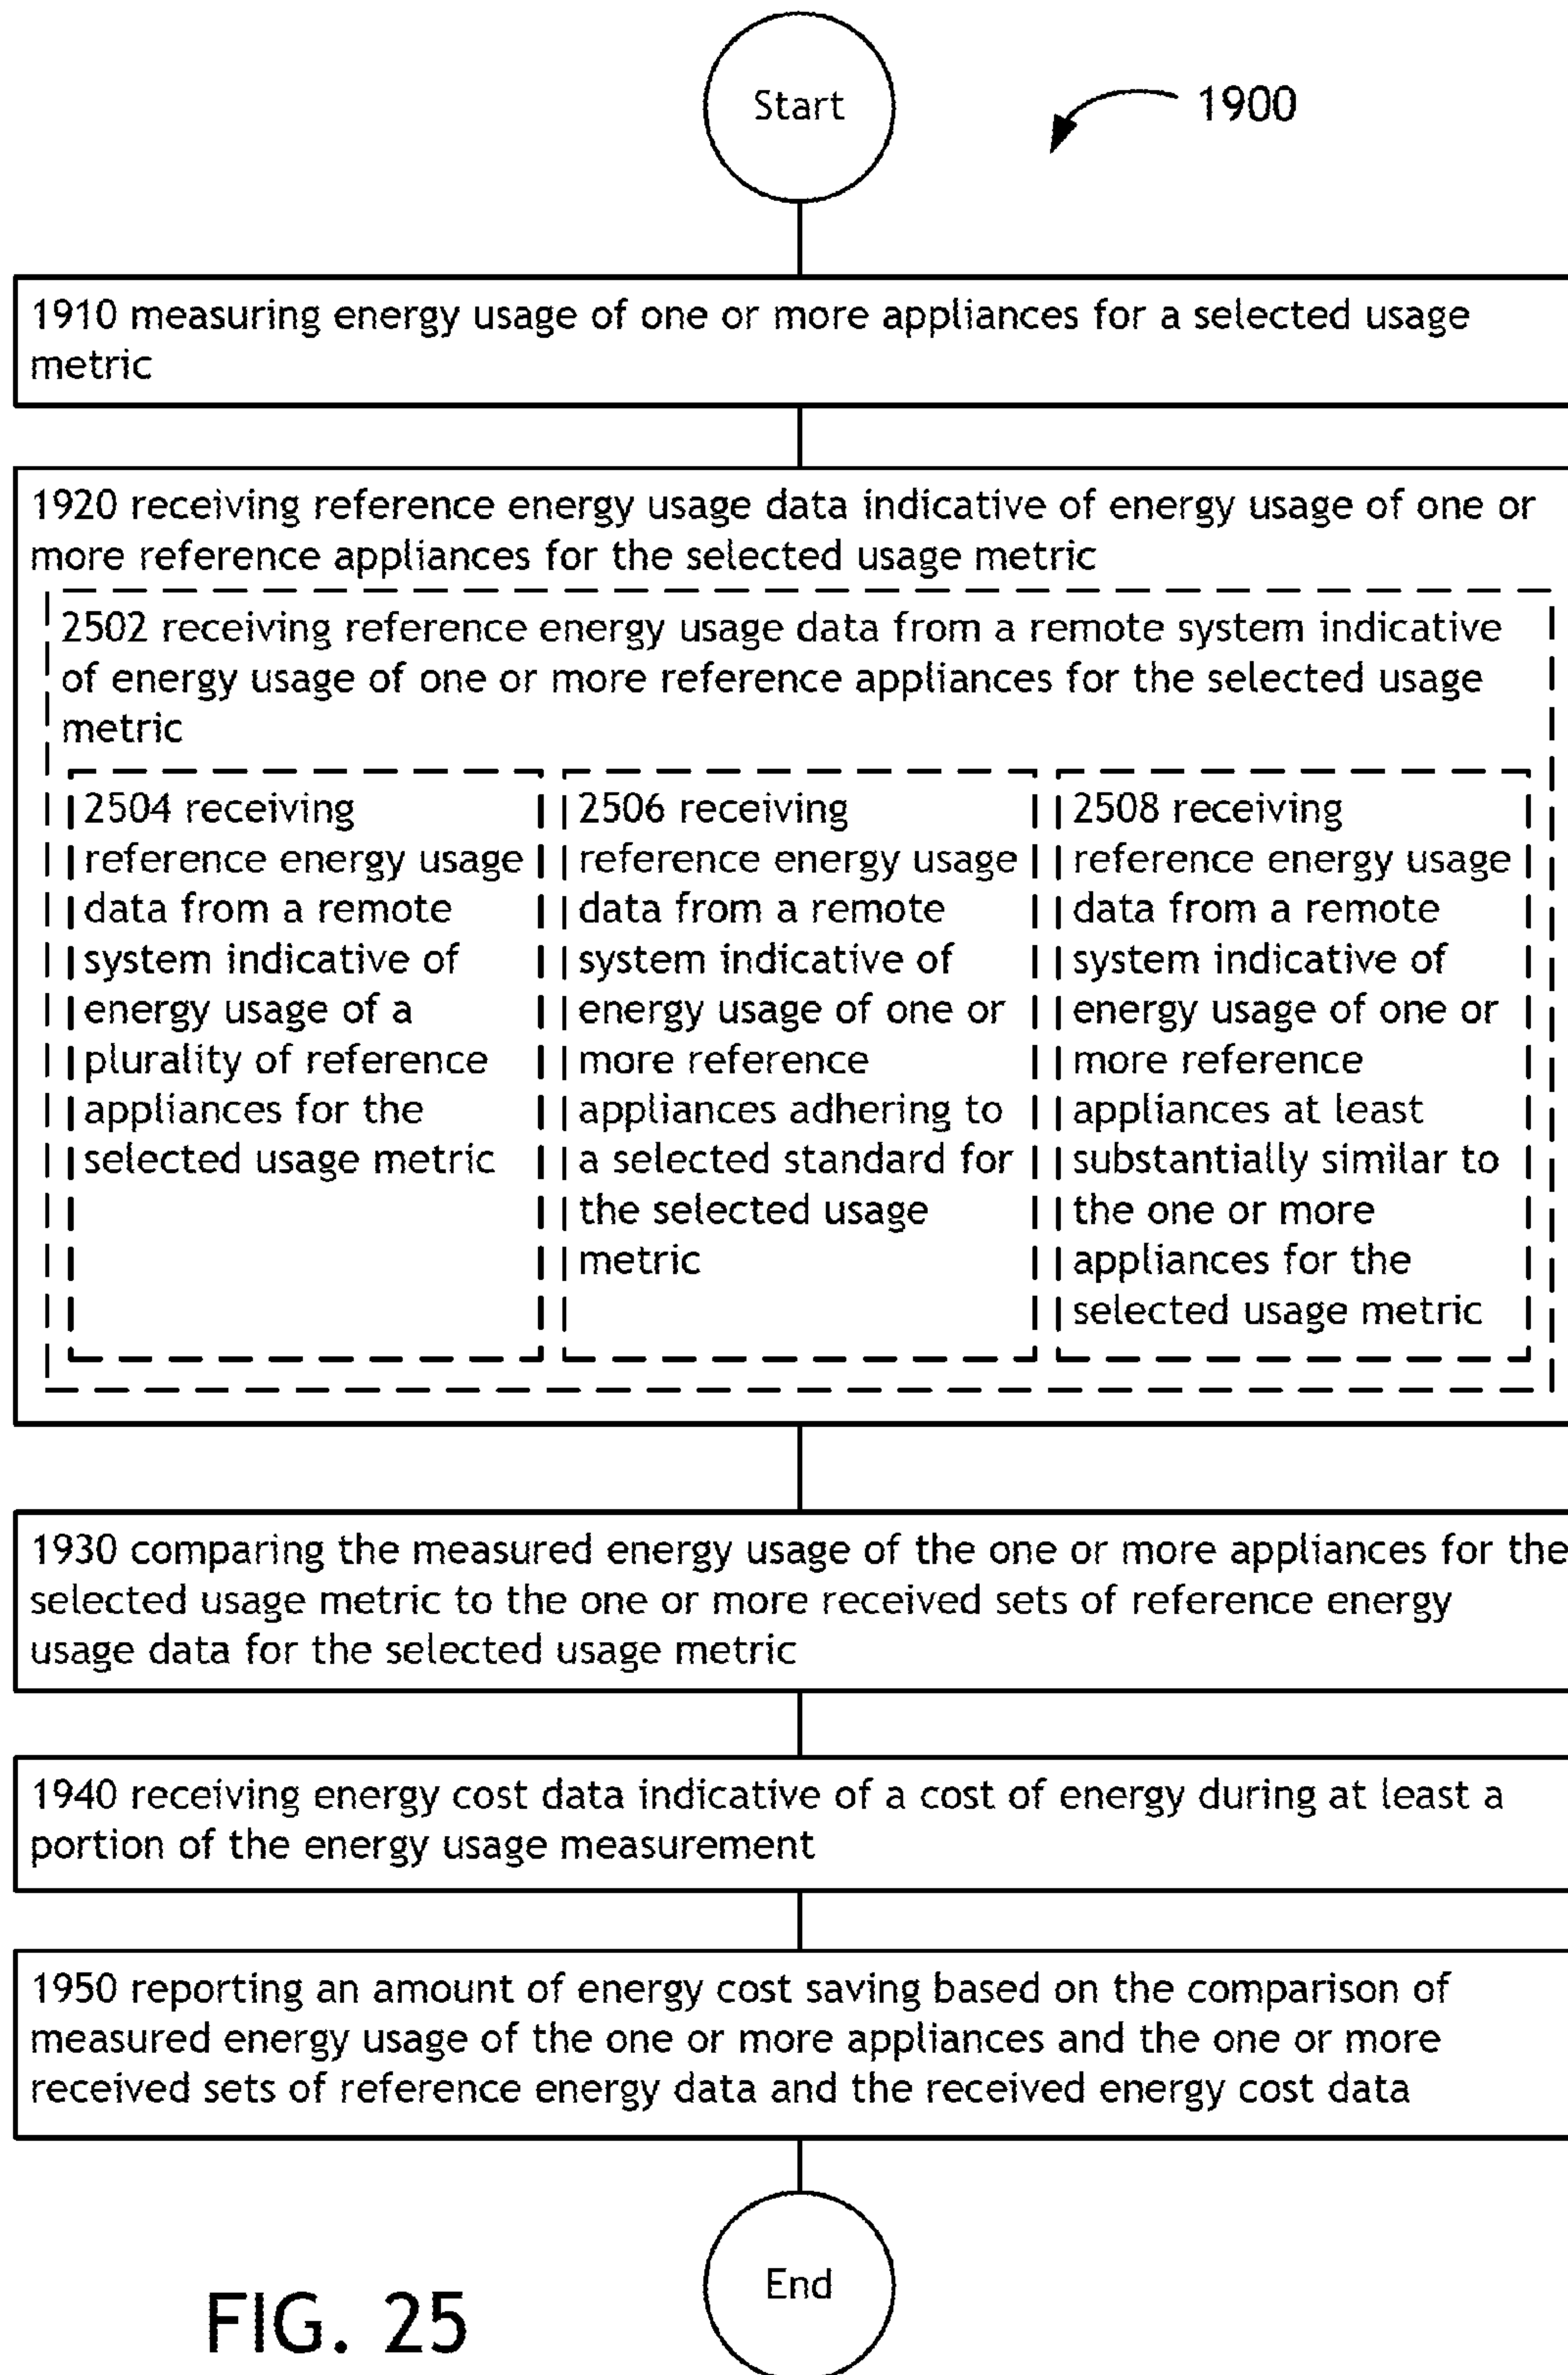 Start
1900
1910 measuring energy usage of one or more appliances for a selected usage
metric
1920 receiving reference energy usage data indicative of energy usage of one or
more reference appliances for the selected usage metric
2502 receiving reference energy usage data from a remote system indicative
of energy usage of one or more reference appliances for the selected usage
metric
2504 receiving
reference energy usage
data from a remote
system indicative of
energy usage of a
plurality of reference
appliances for the
selected usage metric
2506 receiving
reference energy usage
data from a remote
system indicative of
energy usage of one or
more reference
appliances adhering to
a selected standard for
the selected usage
metric
2508 receiving
reference energy usage
data from a remote
system indicative of
energy usage of one or
more reference
appliances at least
substantially similar to
the one or more
appliances for the
selected usage metric
1930 comparing the measured energy usage of the one or more appliances for the
selected usage metric to the one or more received sets of reference energy
usage data for the selected usage metric
1940 receiving energy cost data indicative of a cost of energy during at least a
portion of the energy usage measurement
1950 reporting an amount of energy cost saving based on the comparison of
measured energy usage of the one or more appliances and the one or more
received sets of reference energy data and the received energy cost data
End
FIG. 25